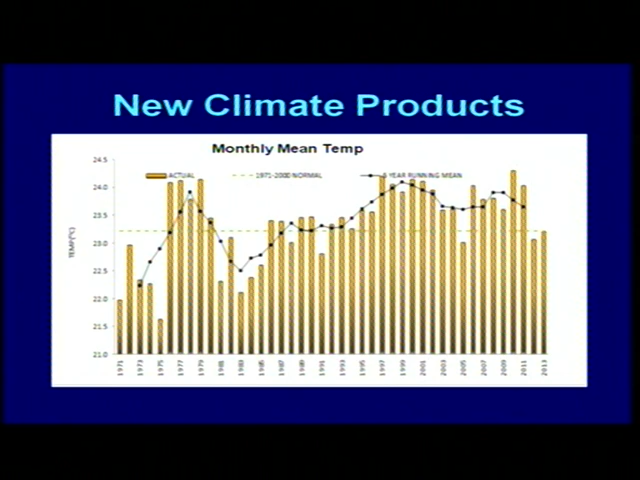 New Climate Products
Monthly Mean Temp
ACTUAL 1971-2000 NORMAL YEAR RUNNING MEAN
24.5
24.0
23.5
23.0
22.5
22.0
21.5
21.0
TEMP(°C)
1971 1973 1975 1977 1979 1981 1983 1985 1987 1989 1991 1993 1995 1997 1999 2001 2003 2005 2007 2009 2011 2013